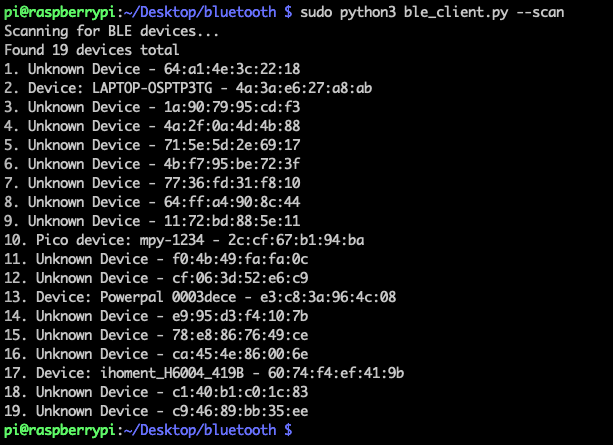 pi@raspberrypi:~/Desktop/bluetooth $ sudo python3 ble_client.py --scan
Scanning for BLE devices...
Found 19 devices total
1. Unknown Device - 64:a1:4e:3c:22:18
2. Device: LAPTOP-OSPTP3TG - 4a:3a:e6:27:a8:ab
3. Unknown Device - 1a:90:79:95:cd:f3
4. Unknown Device - 4a:2f:0a:4d:4b:88
5. Unknown Device - 71:5e:5d:2e:69:17
6. Unknown Device - 4b:f7:95:be:72:3f
7. Unknown Device - 77:36:fd:31:f8:10
8. Unknown Device - 64:ff:a4:90:8c:44
9. Unknown Device - 11:72:bd:88:5e:11
10. Pico device: mpy-1234 - 2c:cf:67:b1:94:ba
11. Unknown Device - f0:4b:49:fa:fa:0c
12. Unknown Device - cf:06:3d:52:e6:c9
13. Device: Powerpal 0003dece - e3:c8:3a:96:4c:08
14. Unknown Device - e9:95:d3:f4:10:7b
15. Unknown Device - 78:e8:86:76:49:ce
16. Unknown Device - ca:45:4e:86:00:6e
17. Device: ihoment_H6004_419B - 60:74:f4:ef:41:9b
18. Unknown Device - c1:40:b1:c0:1c:83
19. Unknown Device - c9:46:89:bb:35:ee
pi@raspberrypi:~/Desktop/bluetooth $